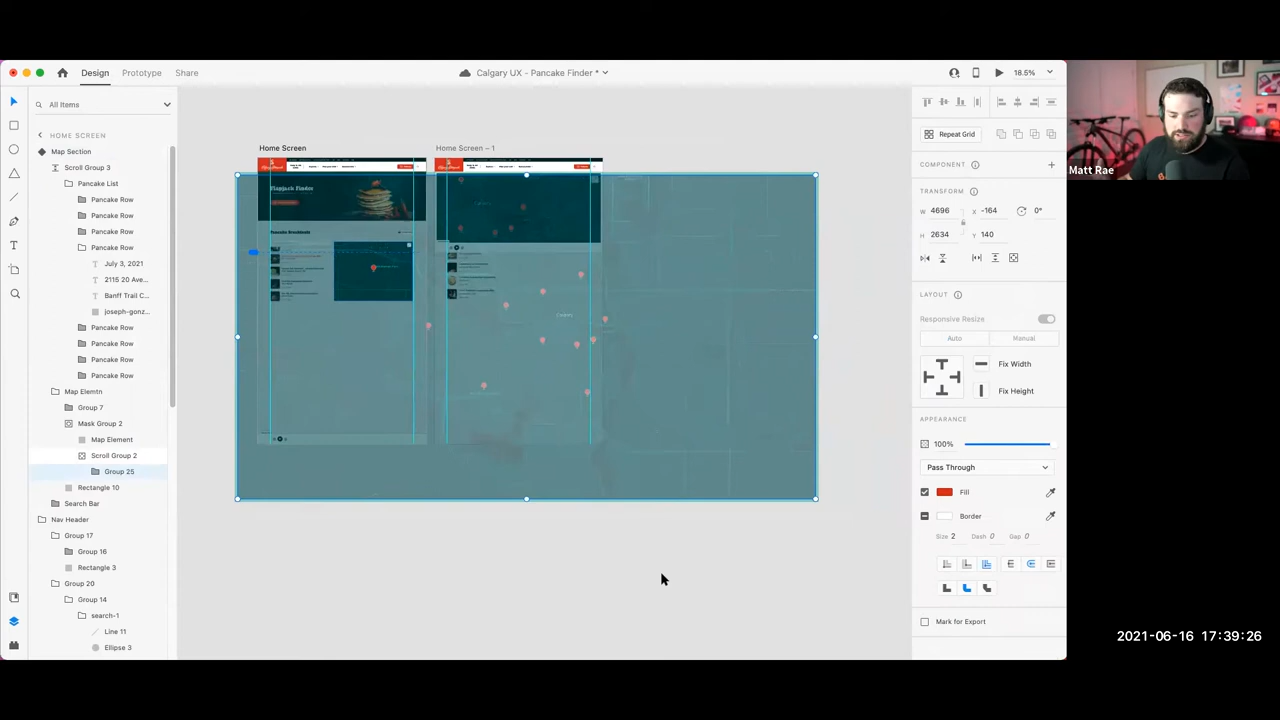 Design
Prototype
Share
Calgary UX - Pancake Finder *
18.5%
All Items
HOME SCREEN
Map Section
Scroll Group 3
Pancake List
Pancake Row
Pancake Row
Pancake Row
Pancake Row
July 3, 2021
2115 20 Ave...
Banff Trail C...
joseph-gonz...
Pancake Row
Pancake Row
Pancake Row
Pancake Row
Map Elemtn
Group 7
Mask Group 2
Map Element
Scroll Group 2
Group 25
Rectangle 10
Search Bar
Nav Header
Group 17
Group 16
Rectangle 3
Group 20
Group 14
search-1
Line 11
Ellipse 3
Home Screen
Home Screen – 1
Flapjack Finder
Repeat Grid
COMPONENT
TRANSFORM
W 4696 X -164 0°
H 2634 Y 140
LAYOUT
Responsive Resize
Auto Manual
Fix Width
Fix Height
APPEARANCE
100%
Pass Through
Fill
Border
Size 2 Dash 0 Gap 0
Mark for Export
Matt Rae
2021-06-16 17:39:26